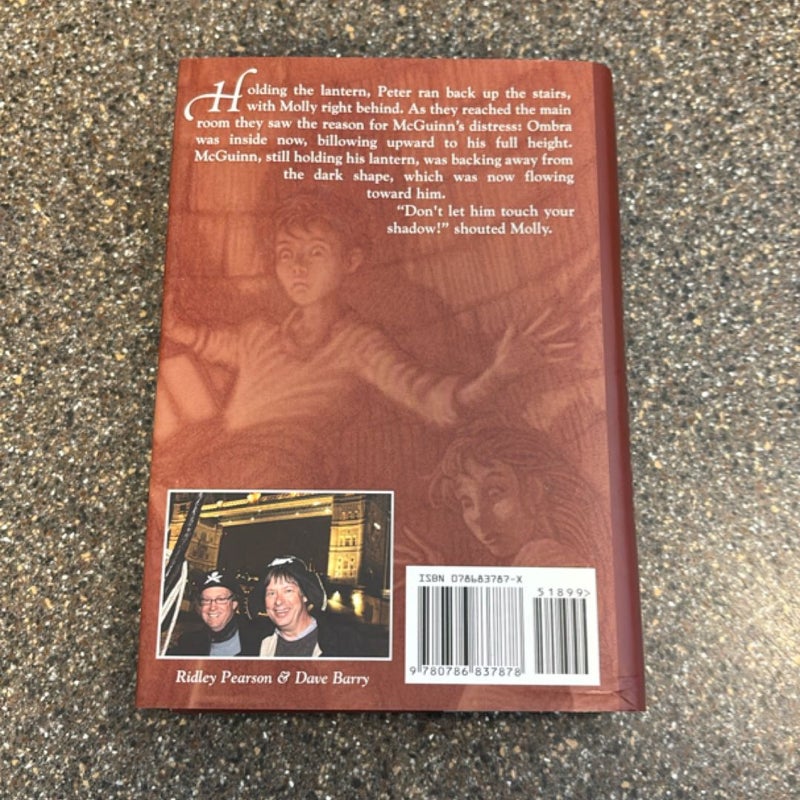 Holding the lantern, Peter ran back up the stairs,
with Molly right behind. As they reached the main
room they saw the reason for McGuinn's distress: Ombra
was inside now, billowing upward to his full height.
McGuinn, still holding his lantern, was backing away from
the dark shape, which was now flowing
toward him.
"Don't let him touch your
shadow!" shouted Molly.
Ridley Pearson & Dave Barry
ISBN 078683787-X
51899>
9 780786 837878